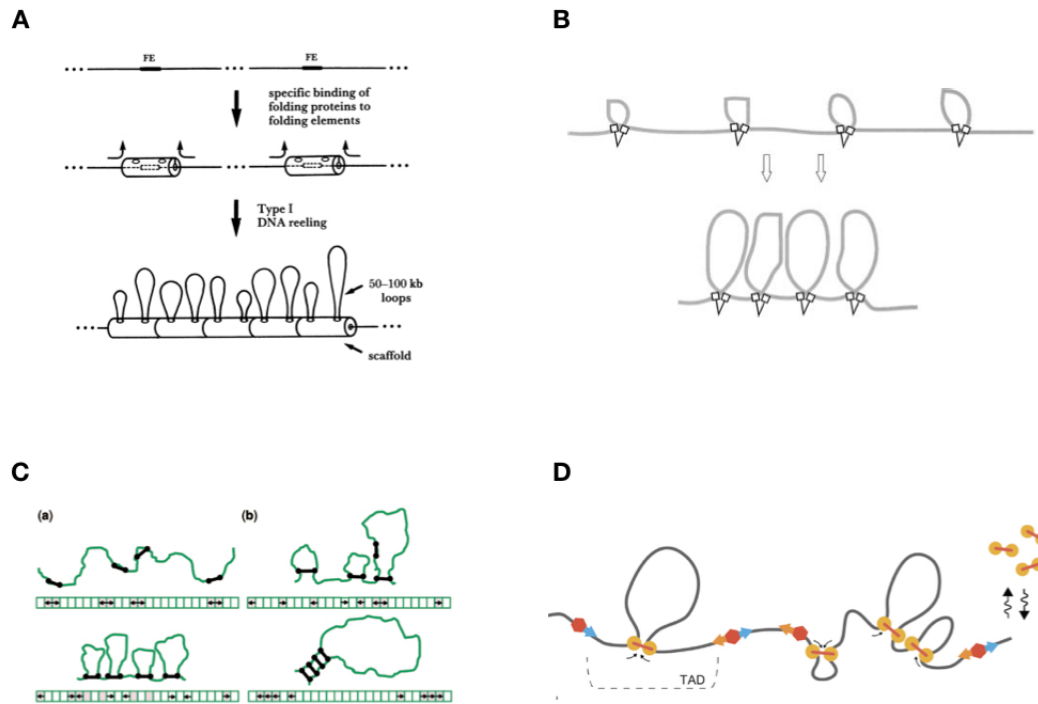 A
FE
FE
specific binding of
folding proteins to
folding elements
Type I
DNA reeling
50–100 kb
loops
scaffold
B
C
(a)
(b)
D
TAD